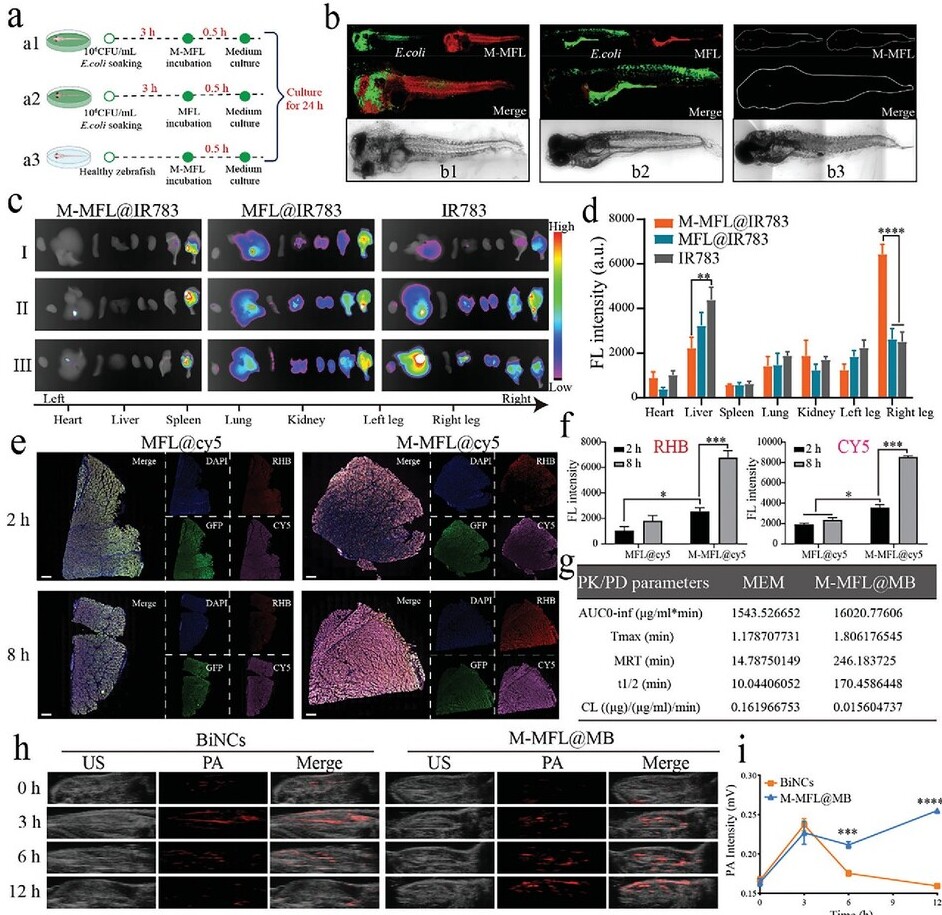 a
a1
3 h
0.5 h
10⁶CFU/mL
E.coli soaking
M-MFL
incubation
Medium
culture
a2
3 h
0.5 h
10⁶CFU/mL
E.coli soaking
MFL
incubation
Medium
culture
a3
0.5 h
Healthy zebrafish
M-MFL
incubation
Medium
culture
Culture
for 24 h
b
E.coli
M-MFL
Merge
b1
E.coli
MFL
Merge
b2
M-MFL
Merge
b3
c
M-MFL@IR783 MFL@IR783 IR783
I
II
III
High
Low
Left Right
Heart Liver Spleen Lung Kidney Left leg Right leg
d
FL intensity (a.u.)
8000
6000
4000
2000
0
M-MFL@IR783
MFL@IR783
IR783
**
****
Heart Liver Spleen Lung Kidney Left leg Right leg
e
MFL@cy5 M-MFL@cy5
2 h
Merge DAPI RHB
GFP CY5
Merge DAPI RHB
GFP CY5
8 h
Merge DAPI RHB
GFP CY5
Merge DAPI RHB
GFP CY5
f
FL intensity
8000
6000
4000
2000
0
2 h
8 h
RHB
*
***
MFL@cy5 M-MFL@cy5
FL intensity
10000
8000
6000
4000
2000
0
2 h
8 h
CY5
*
***
MFL@cy5 M-MFL@cy5
g
PK/PD parameters MEM M-MFL@MB
AUC0-inf (μg/ml*min) 1543.526652 16020.77606
Tmax (min) 1.178707731 1.806176545
MRT (min) 14.78750149 246.183725
t1/2 (min) 10.04406052 170.4586448
CL ((μg)/(μg/ml)/min) 0.161966753 0.015604737
h
BiNCs M-MFL@MB
US PA Merge US PA Merge
0 h
3 h
6 h
12 h
i
PA Intensity (mV)
0.30
0.25
0.20
0.15
BiNCs
M-MFL@MB
***
****
0 3 6 9 12
Time (h)